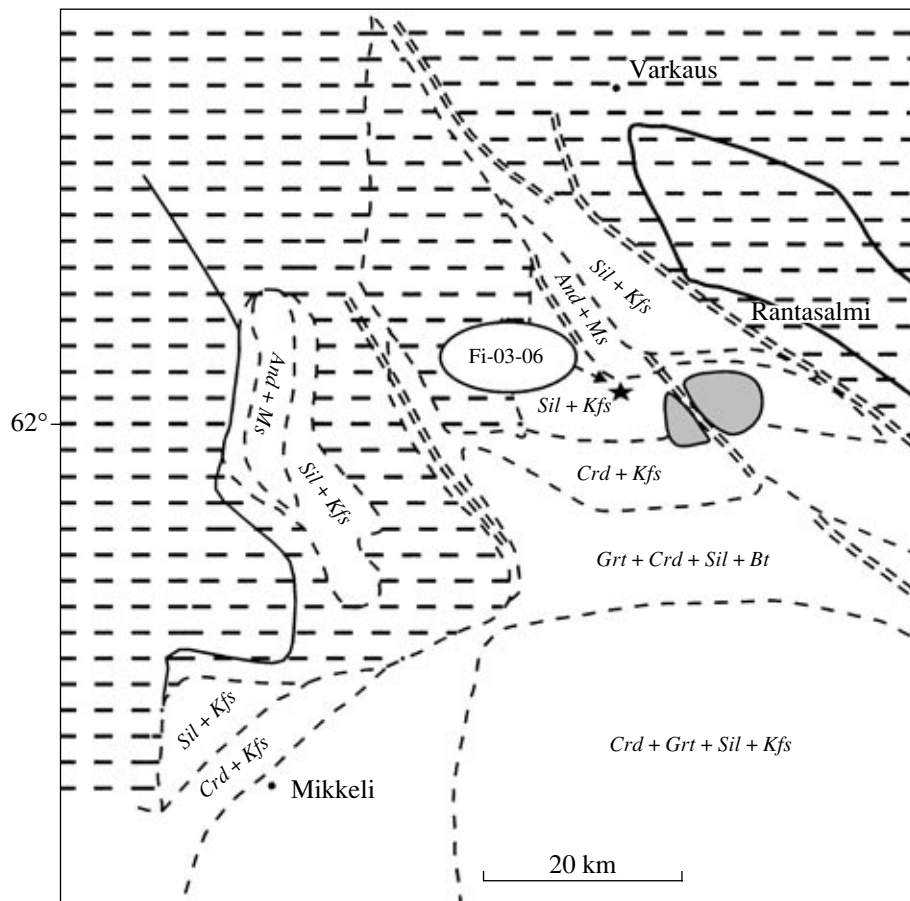 Varkaus
Sil + Kfs
And + Ms
Rantasalmi
Fi-03-06
And + Ms
Sil + Kfs
62°
Sil + Kfs
Crd + Kfs
Grt + Crd + Sil + Bt
Sil + Kfs
Crd + Kfs
Crd + Grt + Sil + Kfs
Mikkeli
20 km